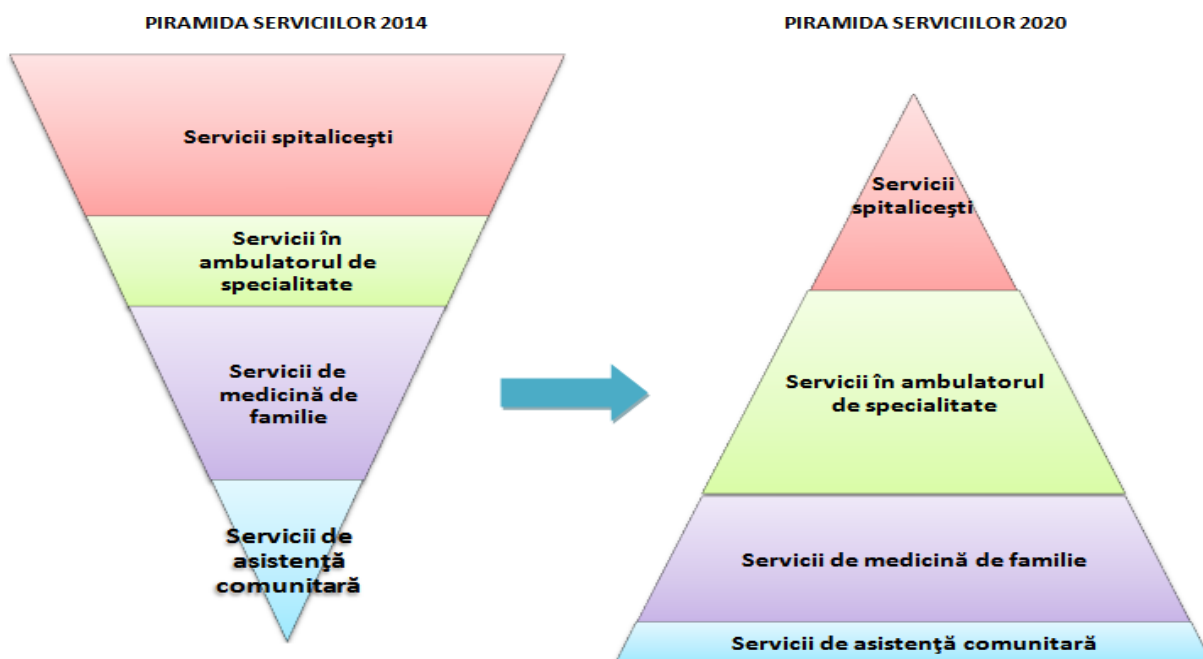 PIRAMIDA SERVICIILOR 2014
Servicii spitaliceşti
Servicii în
ambulatorul de
specialitate
Servicii de
medicină de
familie
Servicii de
asistenţă
comunitară
PIRAMIDA SERVICIILOR 2020
Servicii
spitaliceşti
Servicii în ambulatorul
de specialitate
Servicii de medicină de familie
Servicii de asistenţă comunitară